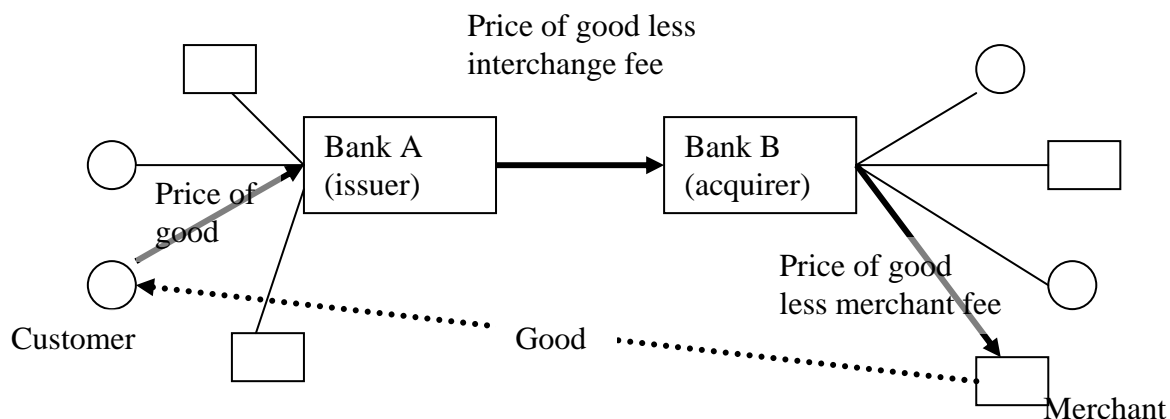 Price of good less
interchange fee
Bank A
(issuer)
Bank B
(acquirer)
Price of
good
Price of good
less merchant fee
Customer
Good
Merchant